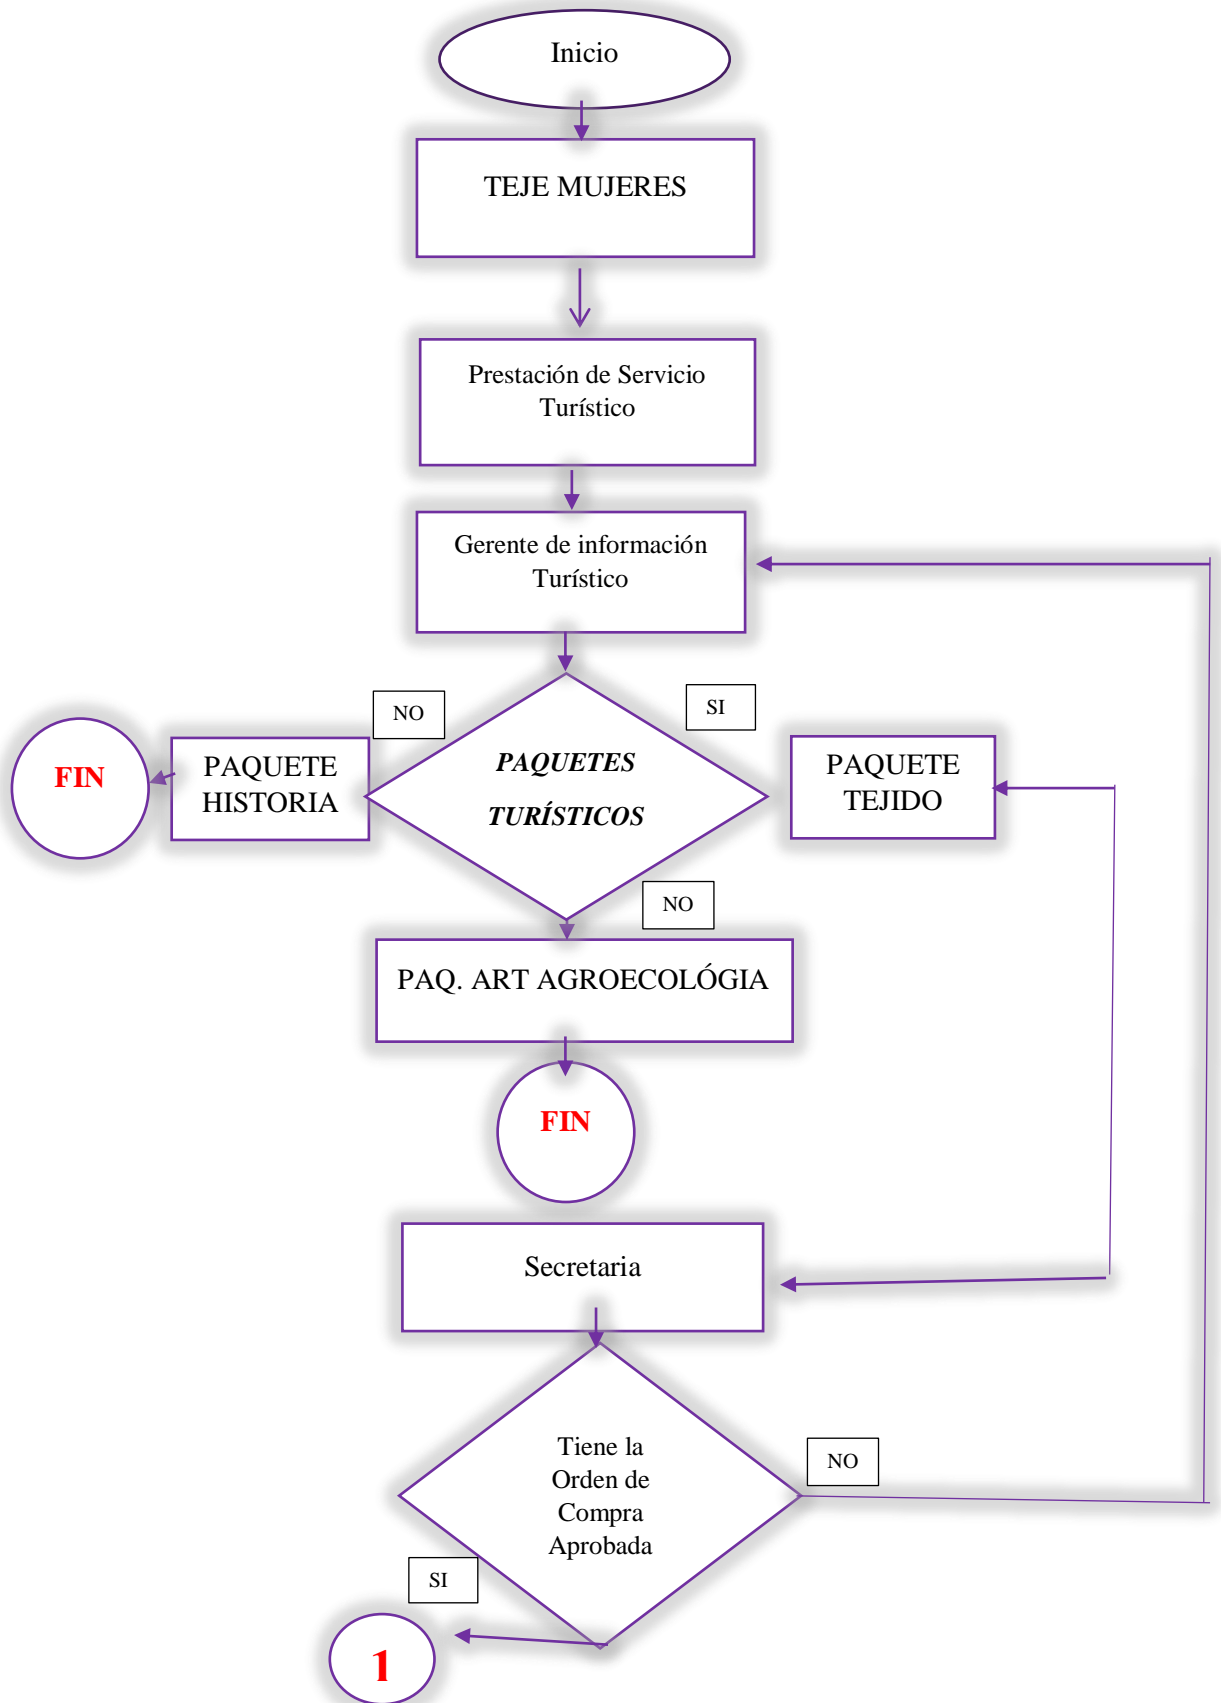 Inicio
TEJE MUJERES
Prestación de Servicio
Turístico
Gerente de información
Turístico
NO
SI
FIN
PAQUETE
HISTORIA
PAQUETES
TURÍSTICOS
PAQUETE
TEJIDO
NO
PAQ. ART AGROECOLÓGIA
FIN
Secretaria
Tiene la
Orden de
Compra
Aprobada
NO
SI
1